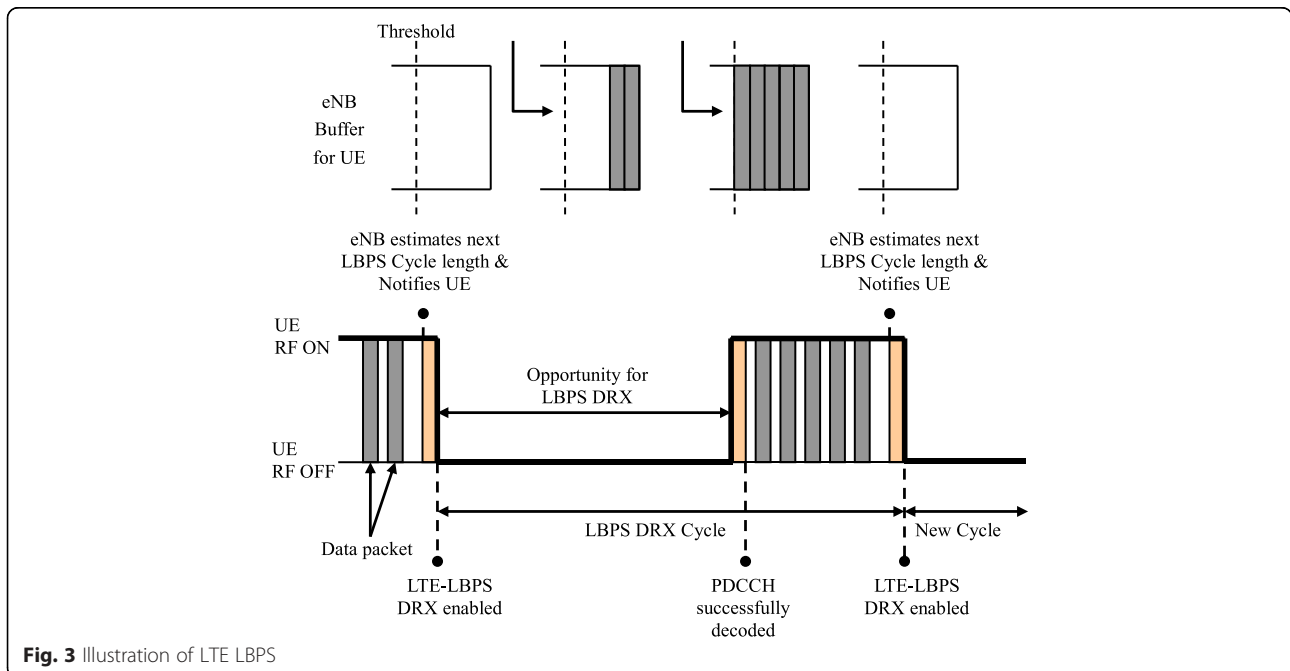 Threshold
eNB
Buffer
for UE
eNB estimates next
LBPS Cycle length &
Notifies UE
eNB estimates next
LBPS Cycle length &
Notifies UE
UE
RF ON
Opportunity for
LBPS DRX
UE
RF OFF
LBPS DRX Cycle
New Cycle
Data packet
LTE-LBPS
DRX enabled
PDCCH
successfully
decoded
LTE-LBPS
DRX enabled
Fig. 3 Illustration of LTE LBPS